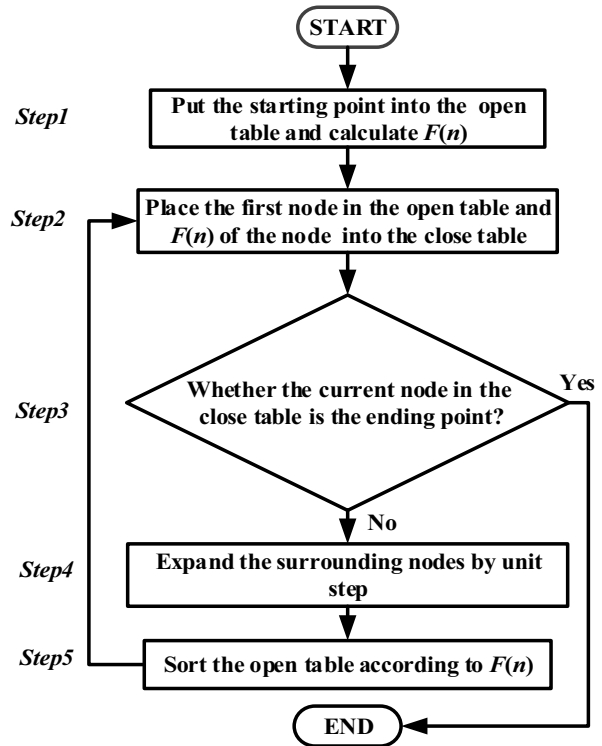 START
Step1
Put the starting point into the open
table and calculate F(n)
Step2
Place the first node in the open table and
F(n) of the node into the close table
Step3
Whether the current node in the
close table is the ending point?
Yes
No
Step4
Expand the surrounding nodes by unit
step
Step5
Sort the open table according to F(n)
END